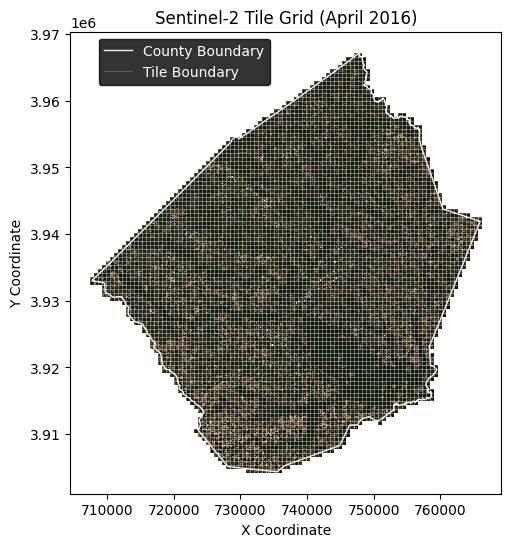 Sentinel-2 Tile Grid (April 2016)
1e6
County Boundary
Tile Boundary
3.97
3.96
3.95
3.94
3.93
3.92
3.91
Y Coordinate
710000 720000 730000 740000 750000 760000
X Coordinate